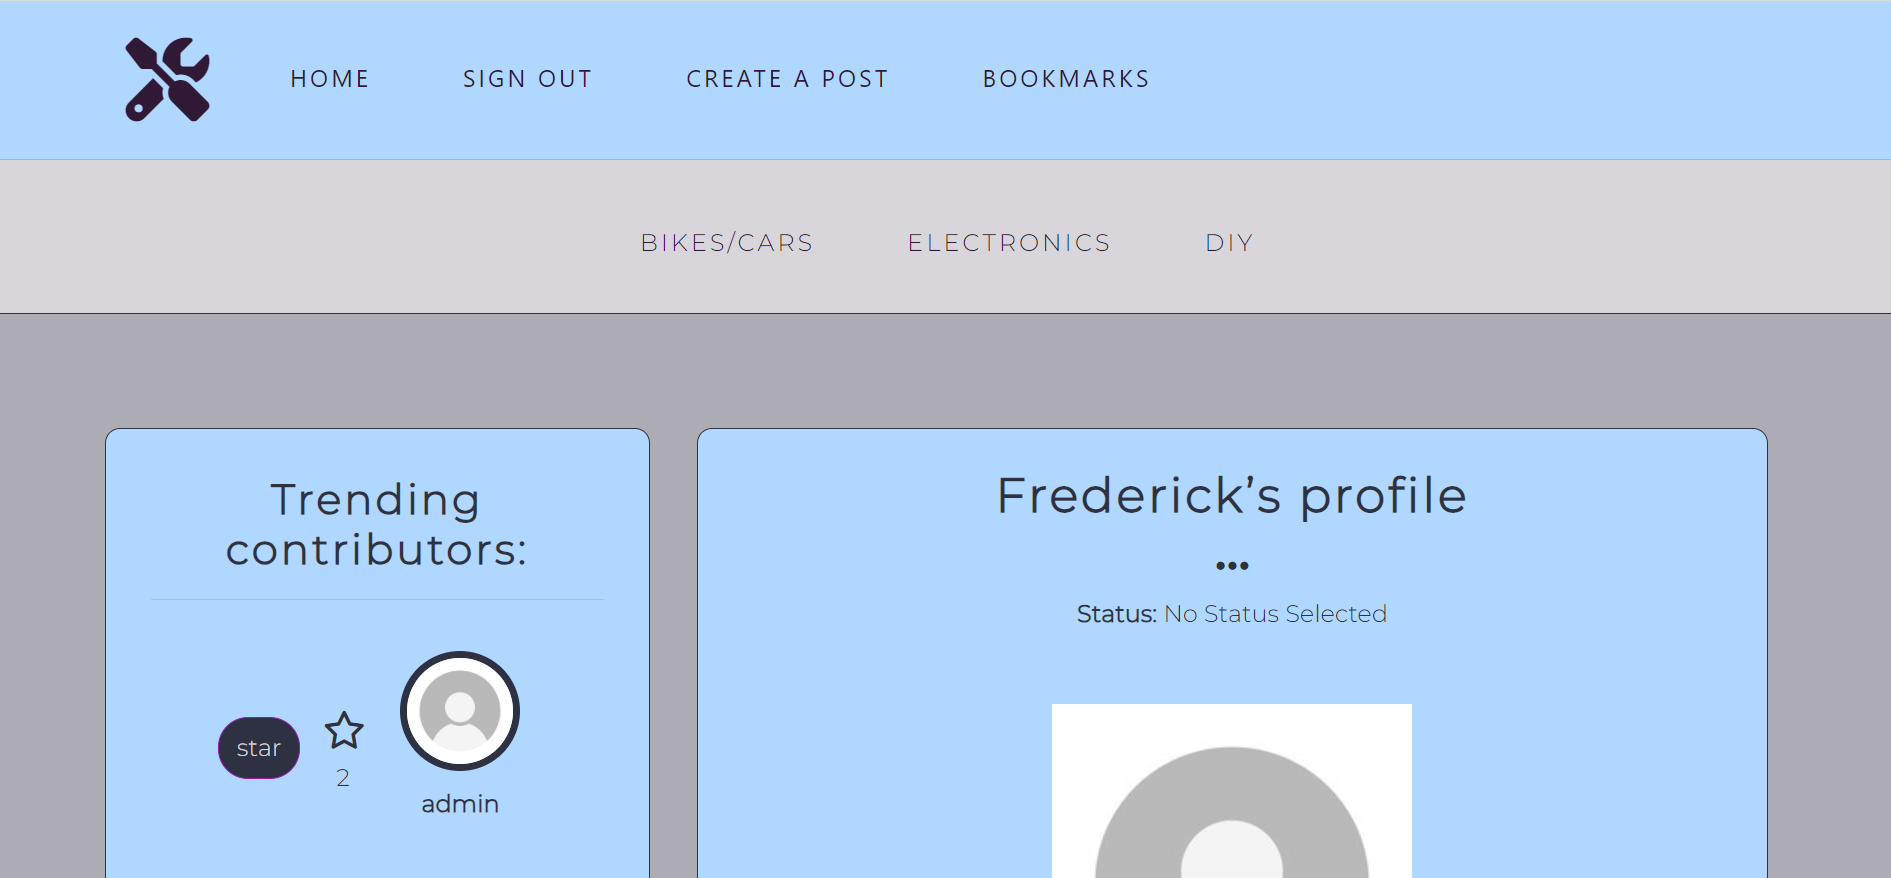 HOME SIGN OUT CREATE A POST BOOKMARKS
BIKES/CARS ELECTRONICS DIY
Trending
contributors:
star
2
admin
Frederick’s profile
•••
Status: No Status Selected